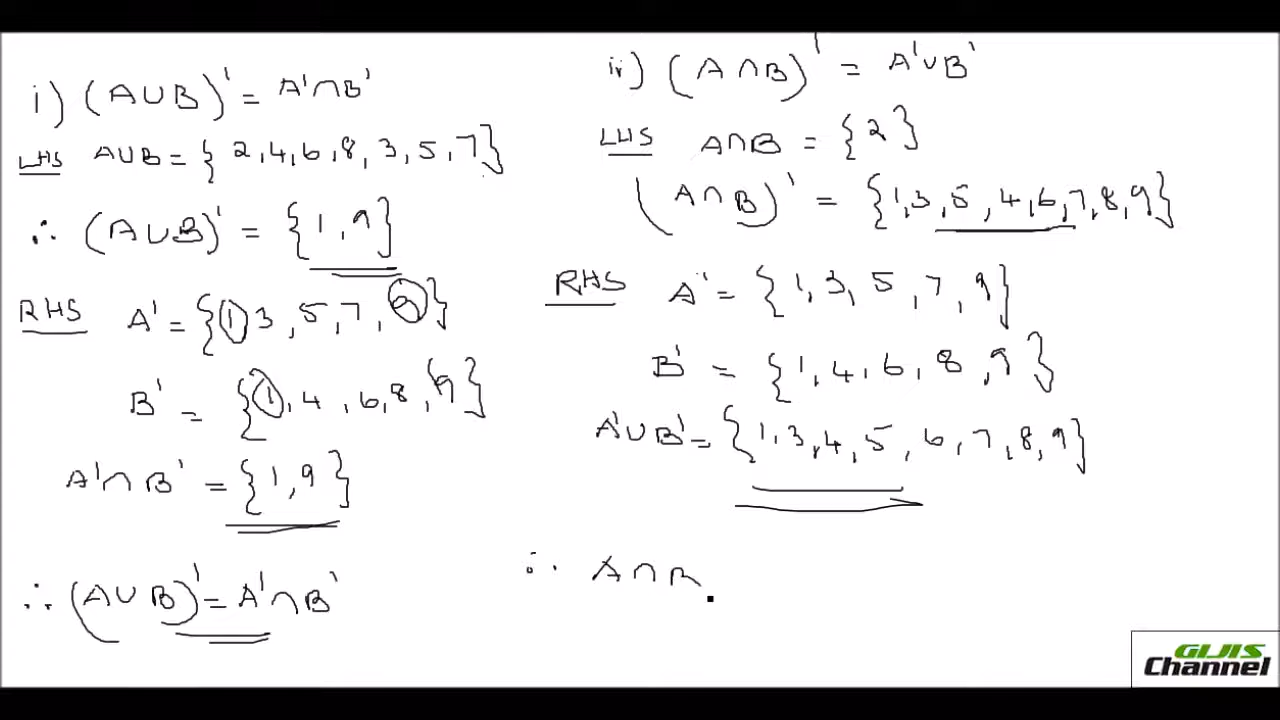 i) (A∪B)' = A'∩B'
LHS A∪B = {2,4,6,8,3,5,7}
∴ (A∪B)' = {1,9}
RHS A' = {1 3,5,7,9}
B' = {1,4,6,8,9}
A'∩B' = {1,9}
∴ (A∪B)' = A'∩B'
iv) (A∩B)' = A'∪B'
LHS A∩B = {2}
(A∩B)' = {1,3,5,4,6,7,8,9}
RHS A' = {1,3,5,7,9}
B' = {1,4,6,8,9}
A'∪B' = {1,3,4,5,6,7,8,9}
∴ A∩B
GIIS
Channel